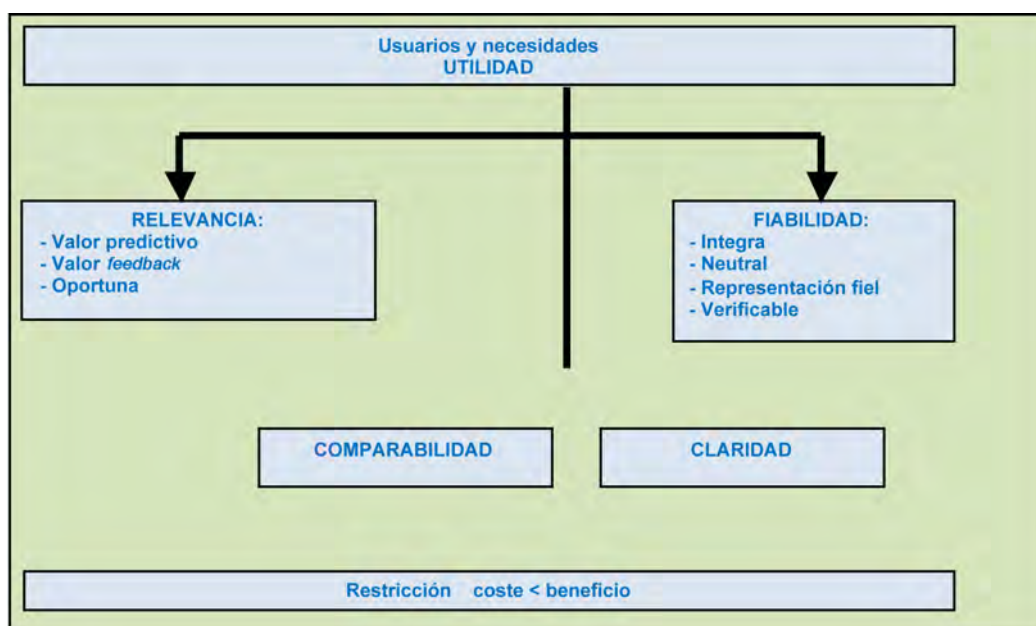 Usuarios y necesidades
UTILIDAD
RELEVANCIA:
- Valor predictivo
- Valor feedback
- Oportuna
FIABILIDAD:
- Integra
- Neutral
- Representación fiel
- Verificable
COMPARABILIDAD
CLARIDAD
Restricción coste < beneficio